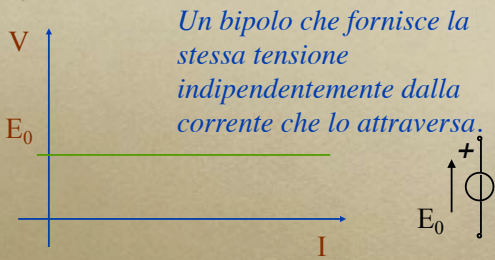 Un bipolo che fornisce la
stessa tensione
indipendentemente dalla
corrente che lo attraversa.
V
E₀
I
+
E₀